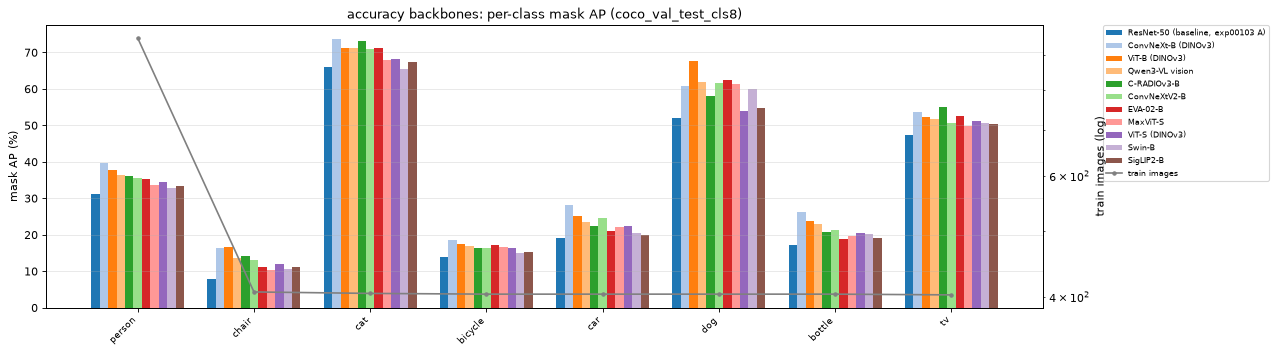 accuracy backbones: per-class mask AP (coco_val_test_cls8)
mask AP (%)
70
60
50
40
30
20
10
0
person
chair
cat
bicycle
car
dog
bottle
tv
6 × 10²
4 × 10²
train images (log)
ResNet-50 (baseline, exp00103 A)
ConvNeXt-B (DINOv3)
ViT-B (DINOv3)
Qwen3-VL vision
C-RADIOv3-B
ConvNeXtV2-B
EVA-02-B
MaxViT-S
ViT-S (DINOv3)
Swin-B
SigLIP2-B
train images